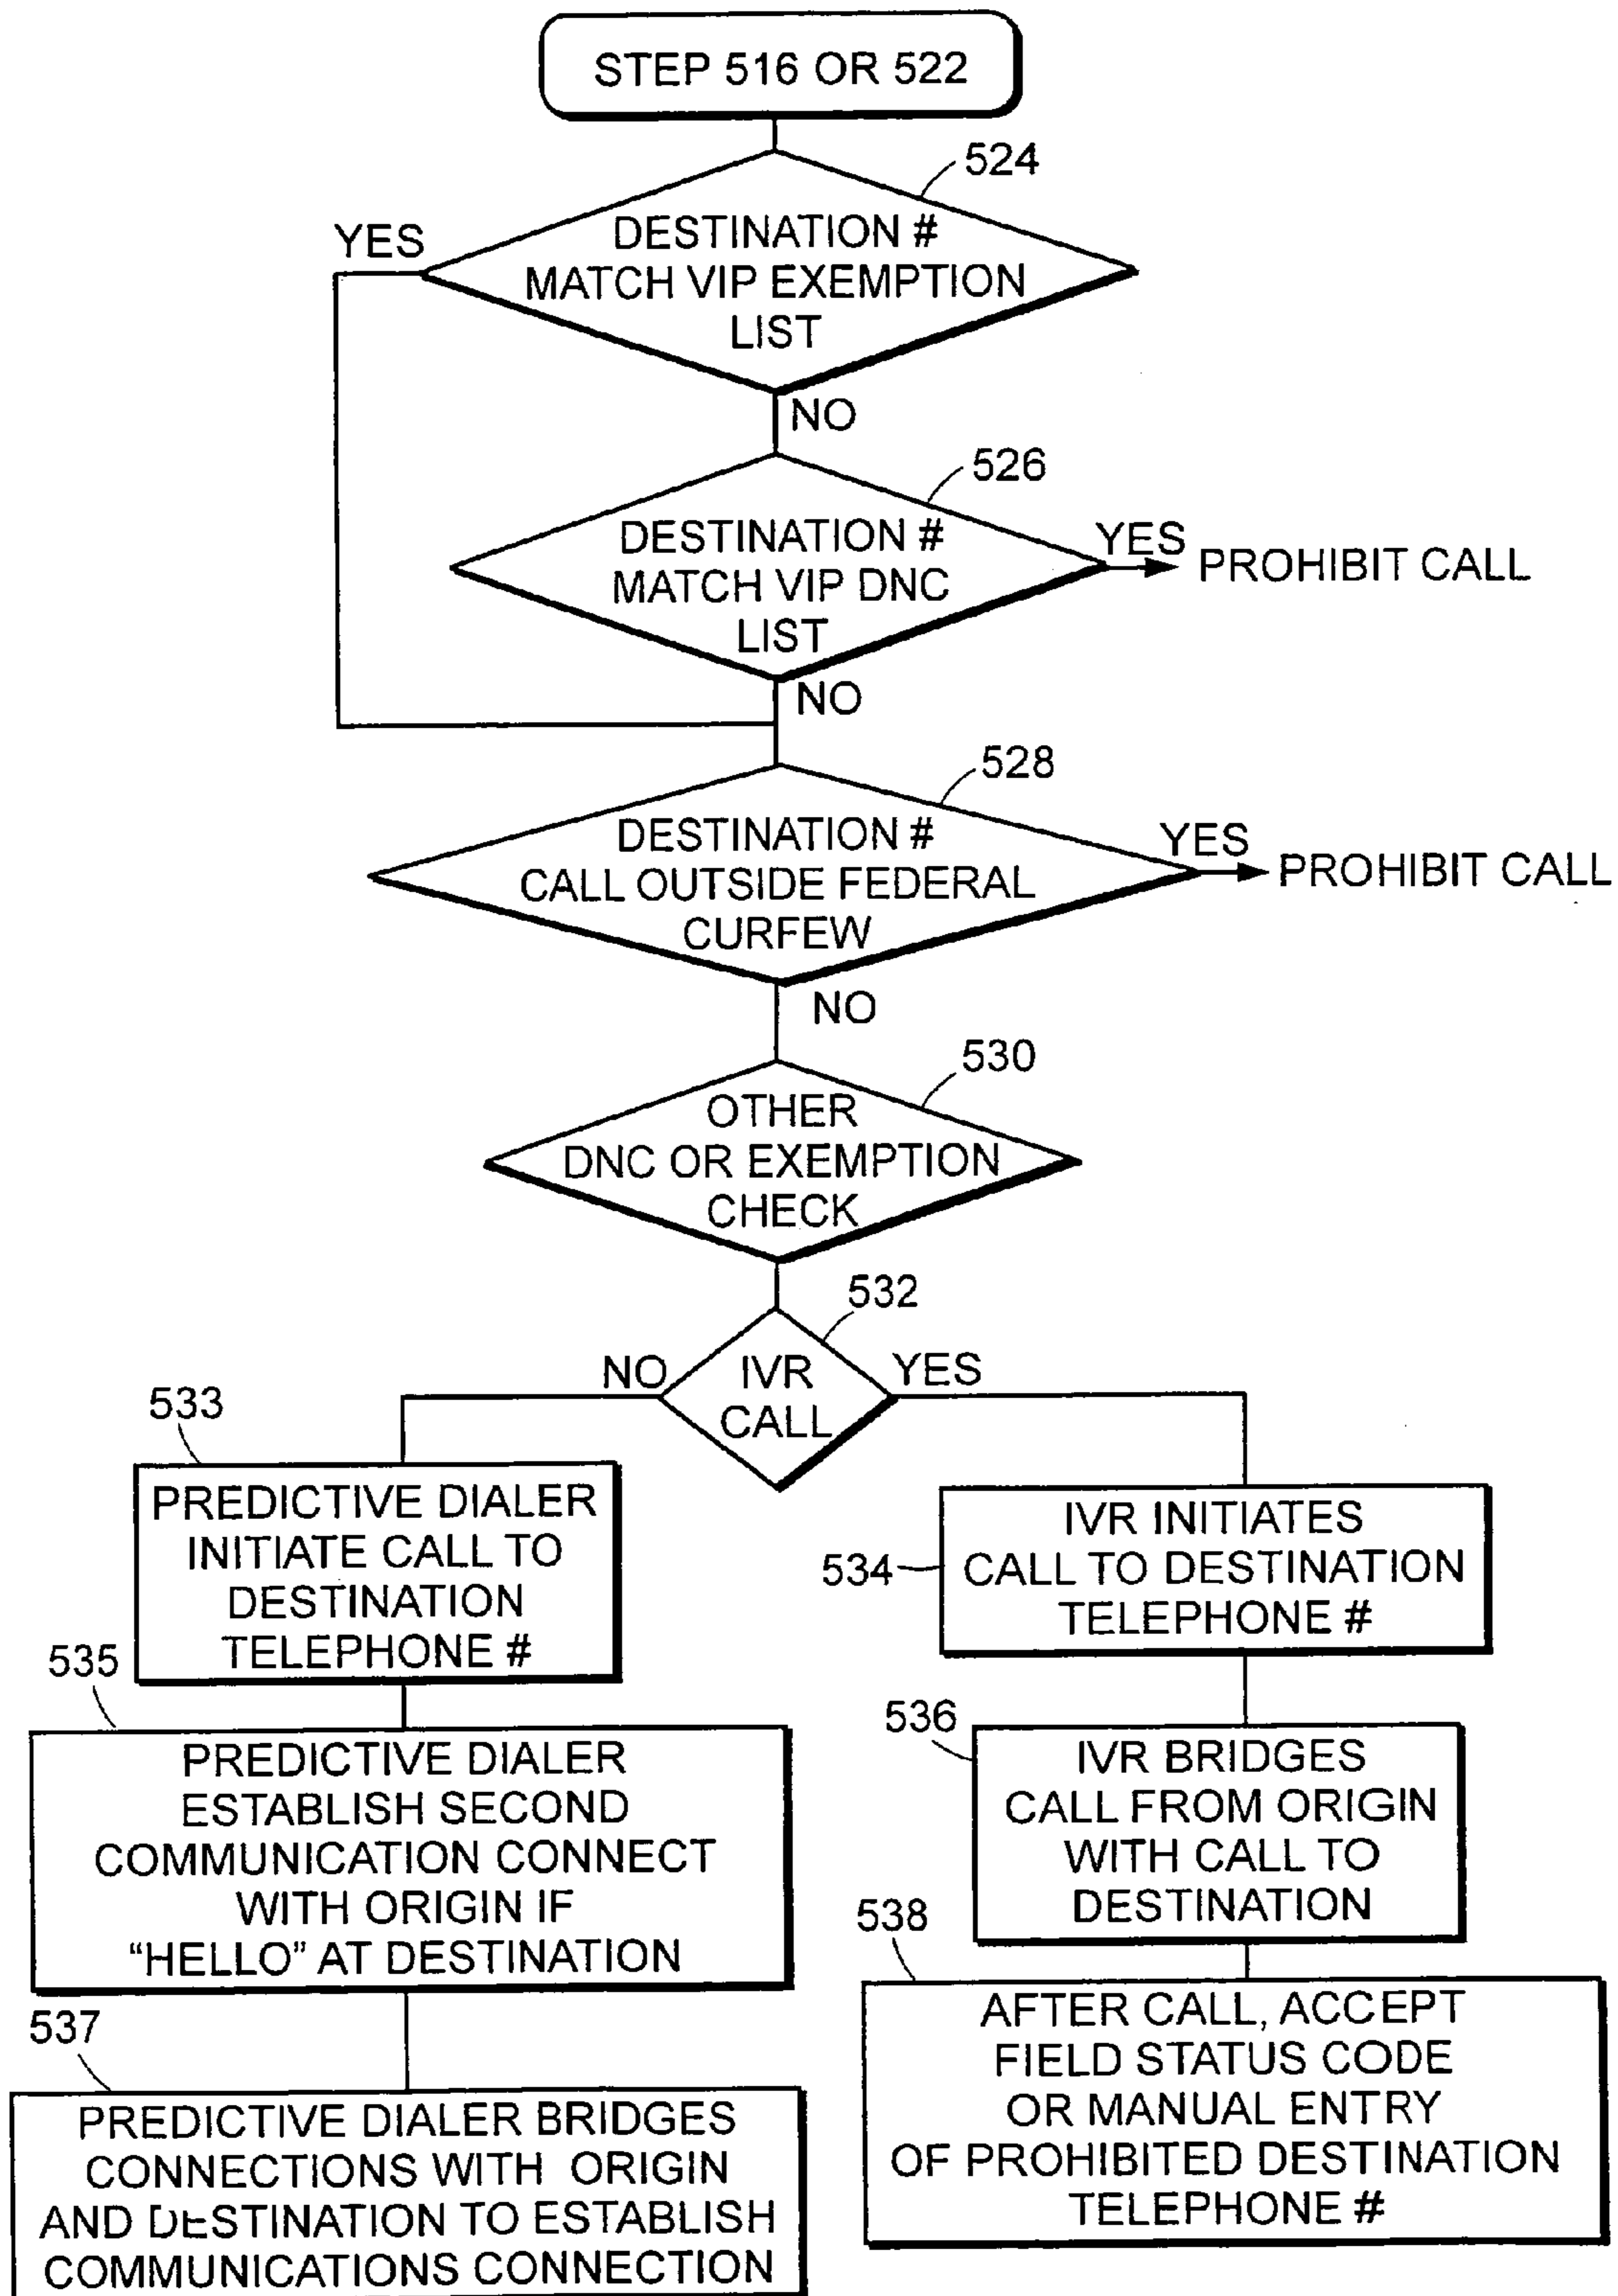 STEP 516 OR 522
524
YES
DESTINATION #
MATCH VIP EXEMPTION
LIST
NO
526
DESTINATION #
MATCH VIP DNC
LIST
YES
PROHIBIT CALL
NO
528
DESTINATION #
CALL OUTSIDE FEDERAL
CURFEW
YES
PROHIBIT CALL
NO
530
OTHER
DNC OR EXEMPTION
CHECK
532
NO
IVR
CALL
YES
533
PREDICTIVE DIALER
INITIATE CALL TO
DESTINATION
TELEPHONE #
534
IVR INITIATES
CALL TO DESTINATION
TELEPHONE #
535
PREDICTIVE DIALER
ESTABLISH SECOND
COMMUNICATION CONNECT
WITH ORIGIN IF
“HELLO” AT DESTINATION
536
IVR BRIDGES
CALL FROM ORIGIN
WITH CALL TO
DESTINATION
537
PREDICTIVE DIALER BRIDGES
CONNECTIONS WITH ORIGIN
AND DESTINATION TO ESTABLISH
COMMUNICATIONS CONNECTION
538
AFTER CALL, ACCEPT
FIELD STATUS CODE
OR MANUAL ENTRY
OF PROHIBITED DESTINATION
TELEPHONE #